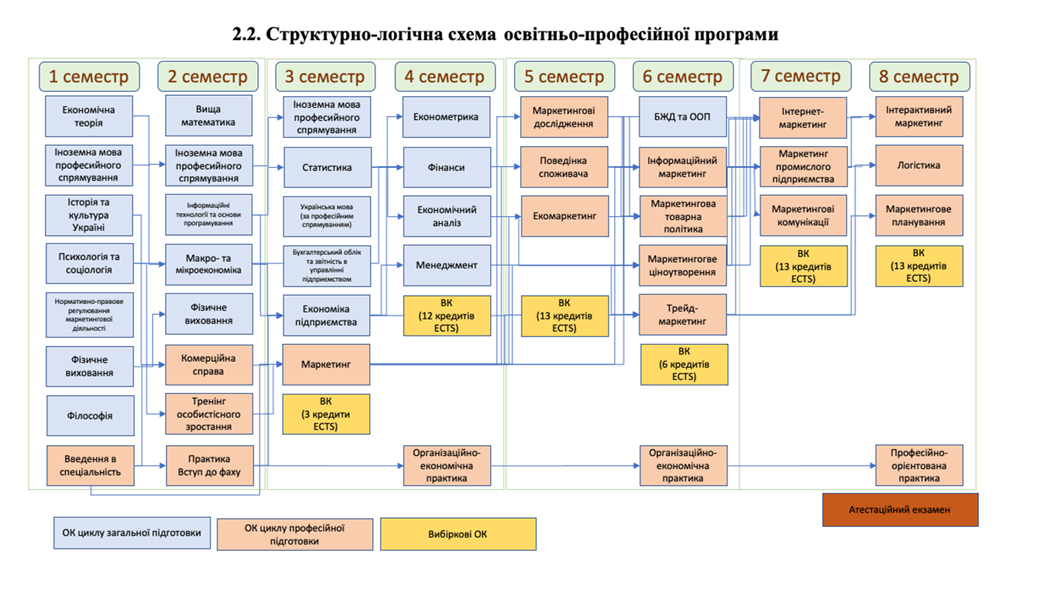 2.2. Структурно-логічна схема освітньо-професійної програми
1 семестр
2 семестр
3 семестр
4 семестр
5 семестр
6 семестр
7 семестр
8 семестр
Економічна
теорія
Іноземна мова
професійного
спрямування
Історія та
культура
Україні
Психологія та
соціологія
Нормативно-правове
регулювання
маркетингової
діяльності
Фізичне
виховання
Філософія
Введення в
спеціальність
Вища
математика
Іноземна мова
професійного
спрямування
Інформаційні
технології та основи
програмування
Макро- та
мікроекономіка
Фізичне
виховання
Комерційна
справа
Тренінг
особистісного
зростання
Практика
Вступ до фаху
Іноземна мова
професійного
спрямування
Статистика
Українська мова
(за професійним
спрямуванням)
Бухгалтерський облік
та звітність в
управлінні
підприємством
Економіка
підприємства
Маркетинг
ВК
(3 кредити
ECTS)
Економетрика
Фінанси
Економічний
аналіз
Менеджмент
ВК
(12 кредитів
ECTS)
Організаційно-
економічна
практика
Маркетингові
дослідження
Поведінка
споживача
Екомаркетинг
ВК
(13 кредитів
ECTS)
БЖД та ООП
Інформаційний
маркетинг
Маркетингова
товарна
політика
Маркетингове
ціноутворення
Трейд-
маркетинг
ВК
(6 кредитів
ECTS)
Організаційно-
економічна
практика
Інтернет-
маркетинг
Маркетинг
промислого
підприємства
Маркетингові
комунікації
ВК
(13 кредитів
ECTS)
Інтерактивний
маркетинг
Логістика
Маркетингове
планування
ВК
(13 кредитів
ECTS)
Професійно-
орієнтована
практика
Атестаційний екзамен
ОК циклу загальної підготовки
ОК циклу професійної
підготовки
Вибіркові ОК